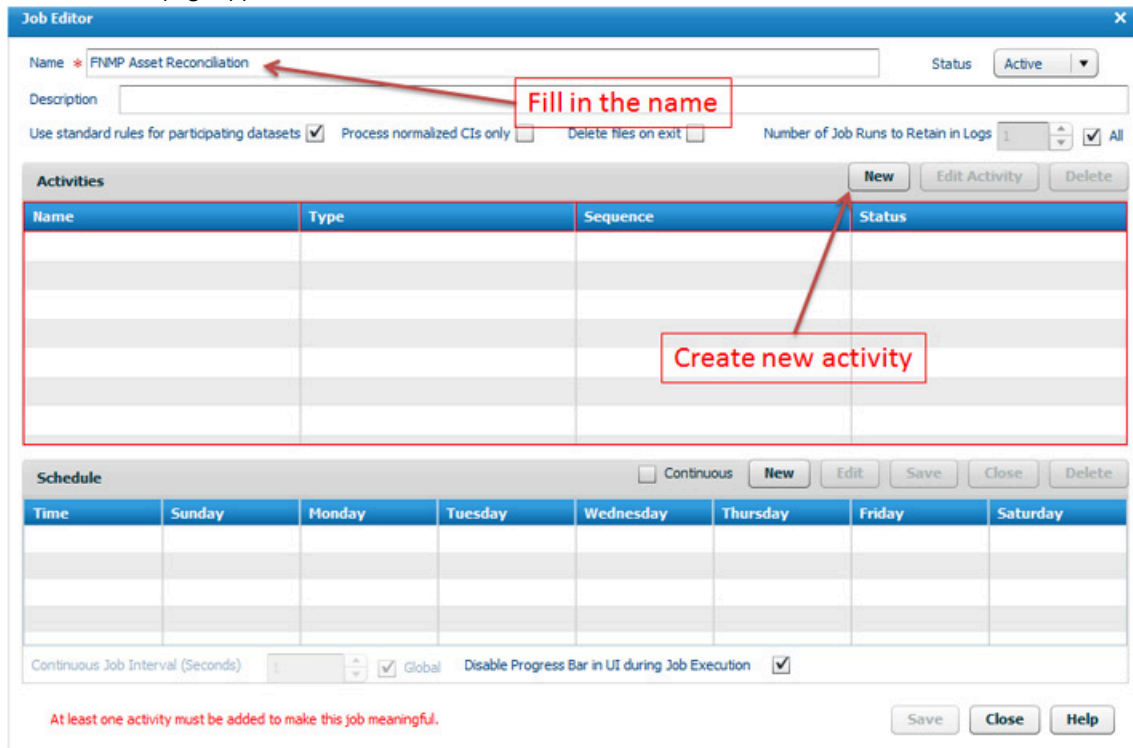 Job Editor ×
Name * FNMP Asset Reconciliation Status Active
Fill in the name
Description
Use standard rules for participating datasets Process normalized CIs only Delete files on exit Number of Job Runs to Retain in Logs 1 All
Activities New Edit Activity Delete
Name Type Sequence Status
Create new activity
Schedule Continuous New Edit Save Close Delete
Time Sunday Monday Tuesday Wednesday Thursday Friday Saturday
Continuous Job Interval (Seconds) 1 Global Disable Progress Bar in UI during Job Execution
At least one activity must be added to make this job meaningful. Save Close Help